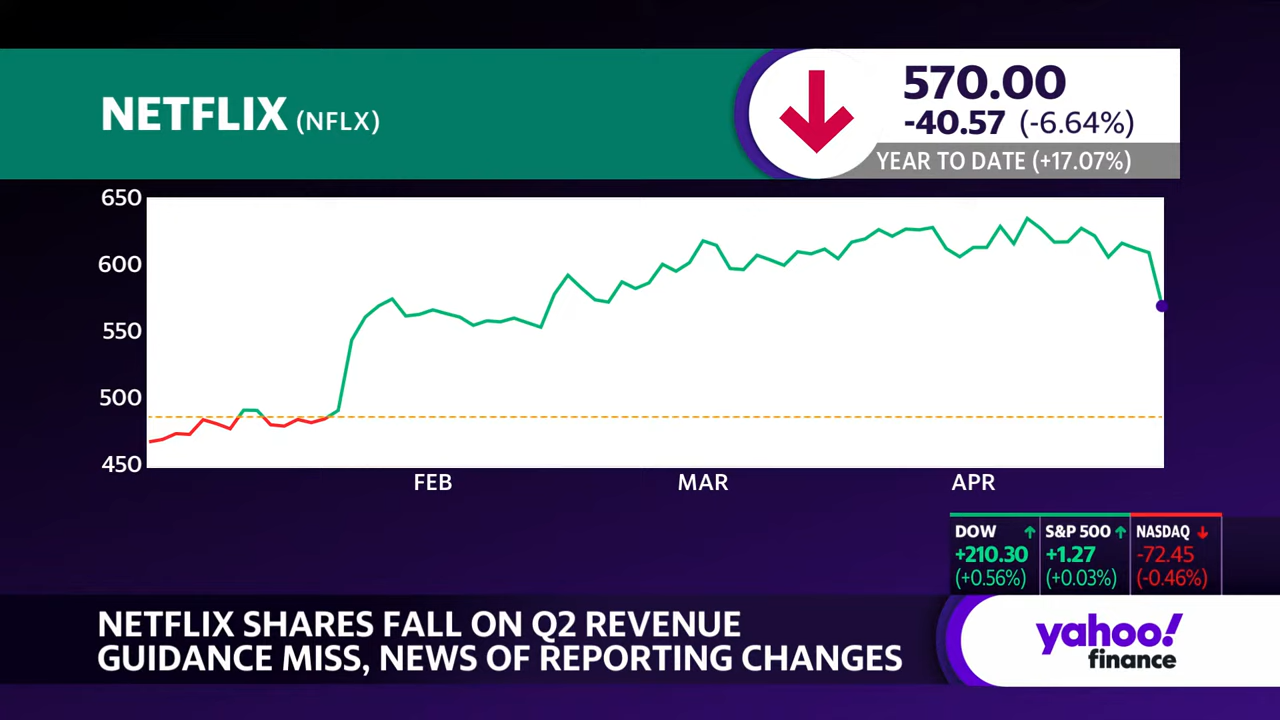 NETFLIX (NFLX)
570.00
-40.57 (-6.64%)
YEAR TO DATE (+17.07%)
650
600
550
500
450
FEB MAR APR
DOW S&P 500 NASDAQ
+210.30 +1.27 -72.45
(+0.56%) (+0.03%) (-0.46%)
NETFLIX SHARES FALL ON Q2 REVENUE
GUIDANCE MISS, NEWS OF REPORTING CHANGES
yahoo!
finance